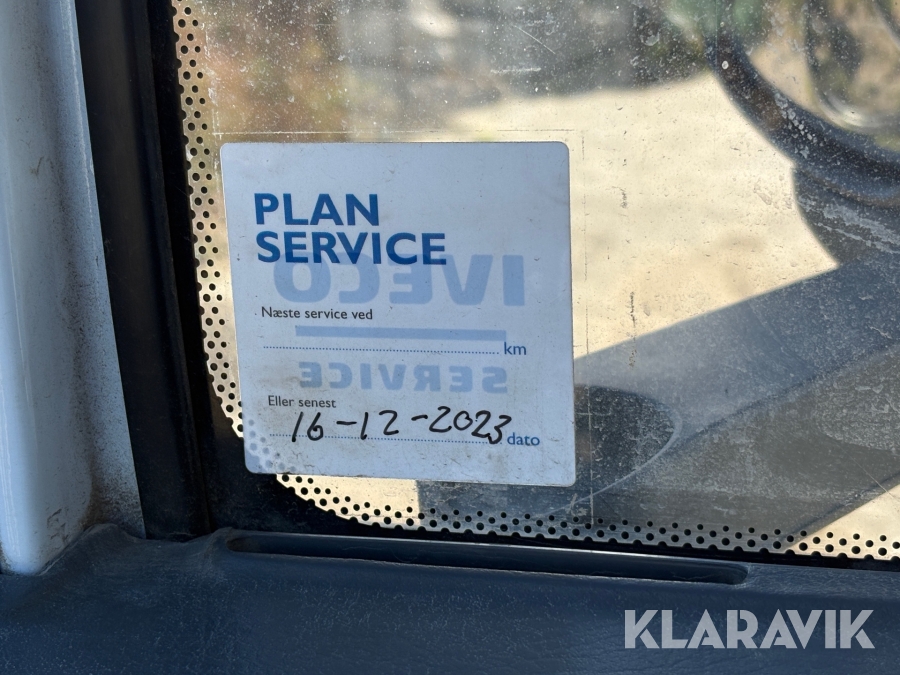 PLAN
SERVICE
IVECO
Næste service ved
km
SERVICE
Eller senest
16-12-2023 dato
KLARAVIK